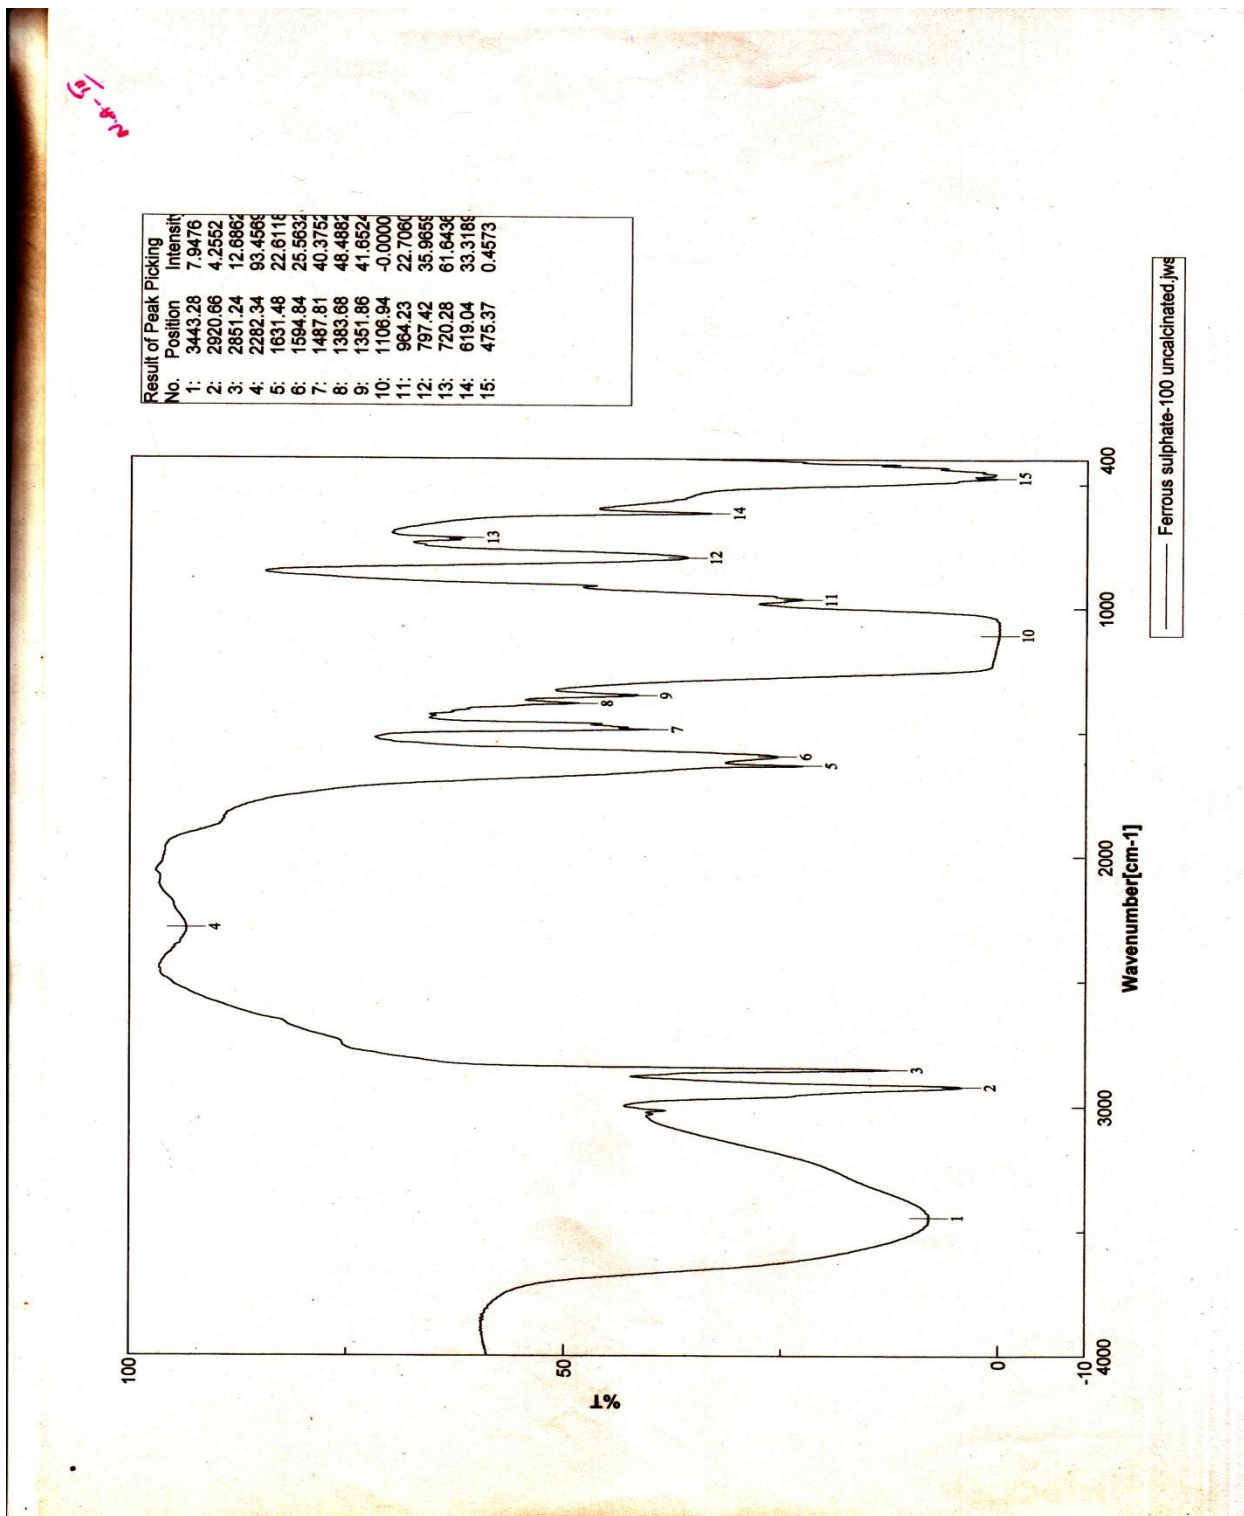 Result of Peak Picking
No. Position Intensity
1: 3443.28 7.9476
2: 2920.66 4.2552
3: 2851.24 12.6862
4: 2282.34 93.4569
5: 1631.48 22.6118
6: 1594.84 25.5632
7: 1487.81 40.3752
8: 1383.68 48.4882
9: 1351.86 41.6524
10: 1106.94 -0.0000
11: 964.23 22.7060
12: 797.42 35.9659
13: 720.28 61.6436
14: 619.04 33.3189
15: 475.37 0.4573
100
50
0
-10
%T
4000
3000
2000
1000
400
Wavenumber[cm-1]
1
2
3
4
5
6
7
8
9
10
11
12
13
14
15
Ferrous sulphate-100 uncalcinated.jws